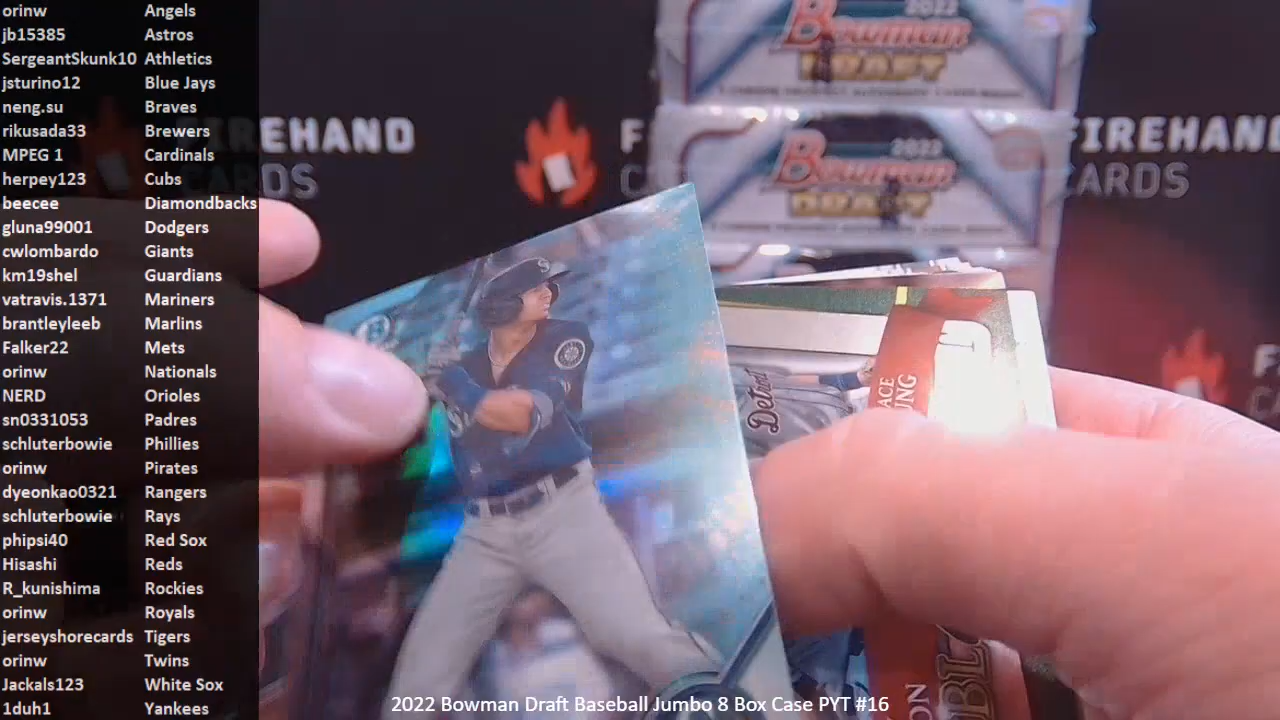 orinw Angels
jb15385 Astros
SergeantSkunk10 Athletics
jsturino12 Blue Jays
neng.su Braves
rikusada33 Brewers
MPEG 1 Cardinals
herpey123 Cubs
beecee Diamondbacks
gluna99001 Dodgers
cwlombardo Giants
km19shel Guardians
vatravis.1371 Mariners
brantleyleeb Marlins
Falker22 Mets
orinw Nationals
NERD Orioles
sn0331053 Padres
schluterbowie Phillies
orinw Pirates
dyeonkao0321 Rangers
schluterbowie Rays
phipsi40 Red Sox
Hisashi Reds
R_kunishima Rockies
orinw Royals
jerseyshorecards Tigers
orinw Twins
Jackals123 White Sox
1duh1 Yankees
FIREHAND
CARDS
2022
Bowman
DRAFT
2022
Bowman
DRAFT
FIREHAND
CARDS
S
Detroit
2022 Bowman Draft Baseball Jumbo 8 Box Case PYT #16